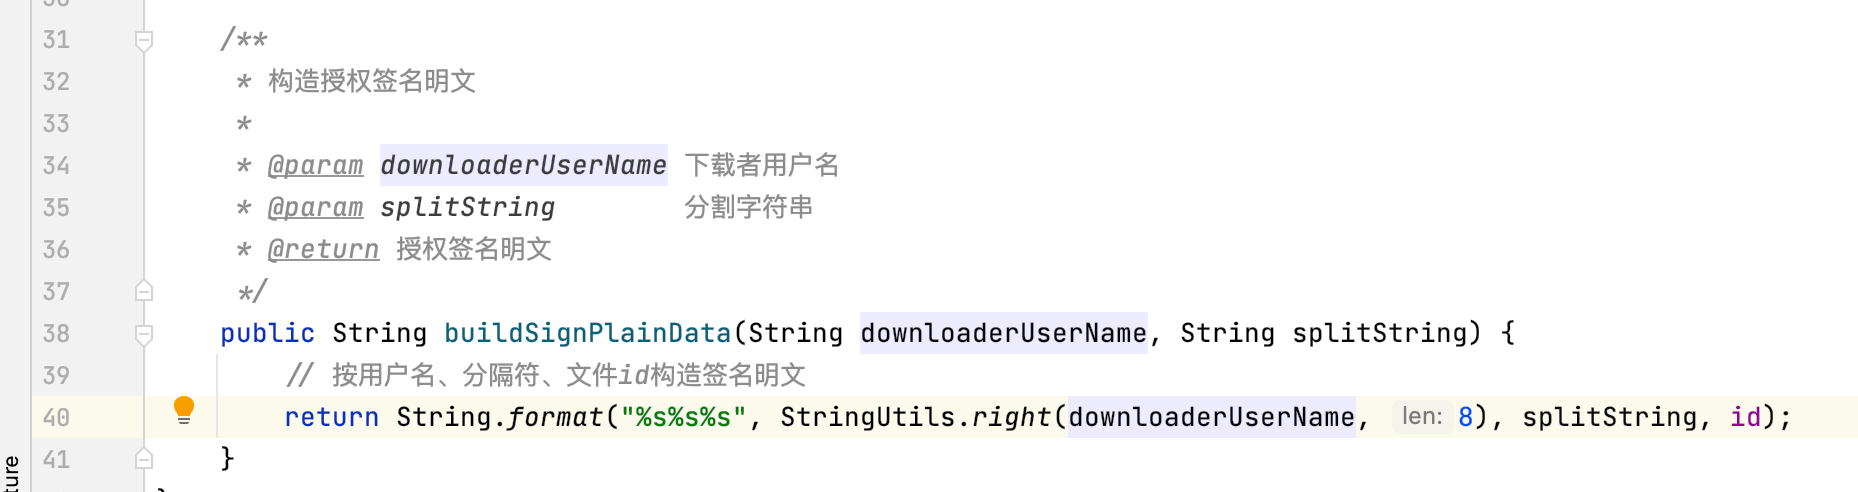 31 /**
32 * 构造授权签名明文
33 *
34 * @param downloaderUserName 下载者用户名
35 * @param splitString 分割字符串
36 * @return 授权签名明文
37 */
38 public String buildSignPlainData(String downloaderUserName, String splitString) {
39 // 按用户名、分隔符、文件id构造签名明文
40 return String.format("%s%s%s", StringUtils.right(downloaderUserName, len: 8), splitString, id);
41 }
ture